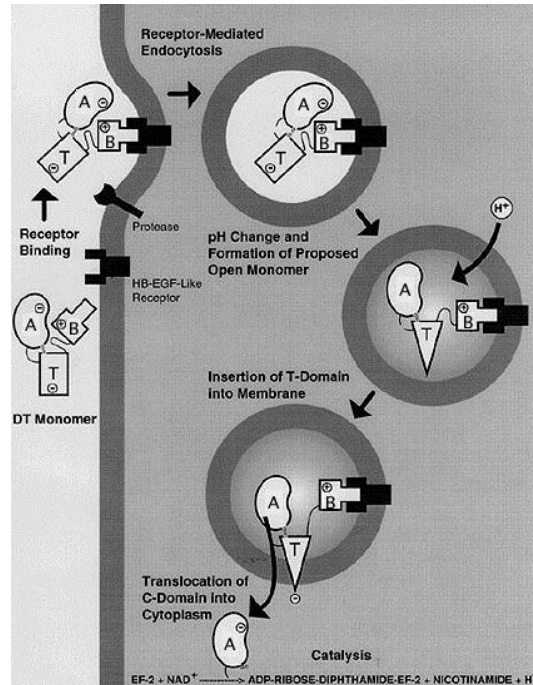 Receptor-Mediated
Endocytosis
A
-
T
-
+
B
A
-
T
-
+
B
Receptor
Binding
Protease
pH Change and
Formation of Proposed
Open Monomer
H+
HB-EGF-Like
Receptor
A
-
+
B
T
-
DT Monomer
A
T
+
B
Insertion of T-Domain
into Membrane
A
T
-
+
B
Translocation of
C-Domain into
Cytoplasm
A
-
Catalysis
EF-2 + NAD+ ---------> ADP-RIBOSE-DIPHTHAMIDE-EF-2 + NICOTINAMIDE + H